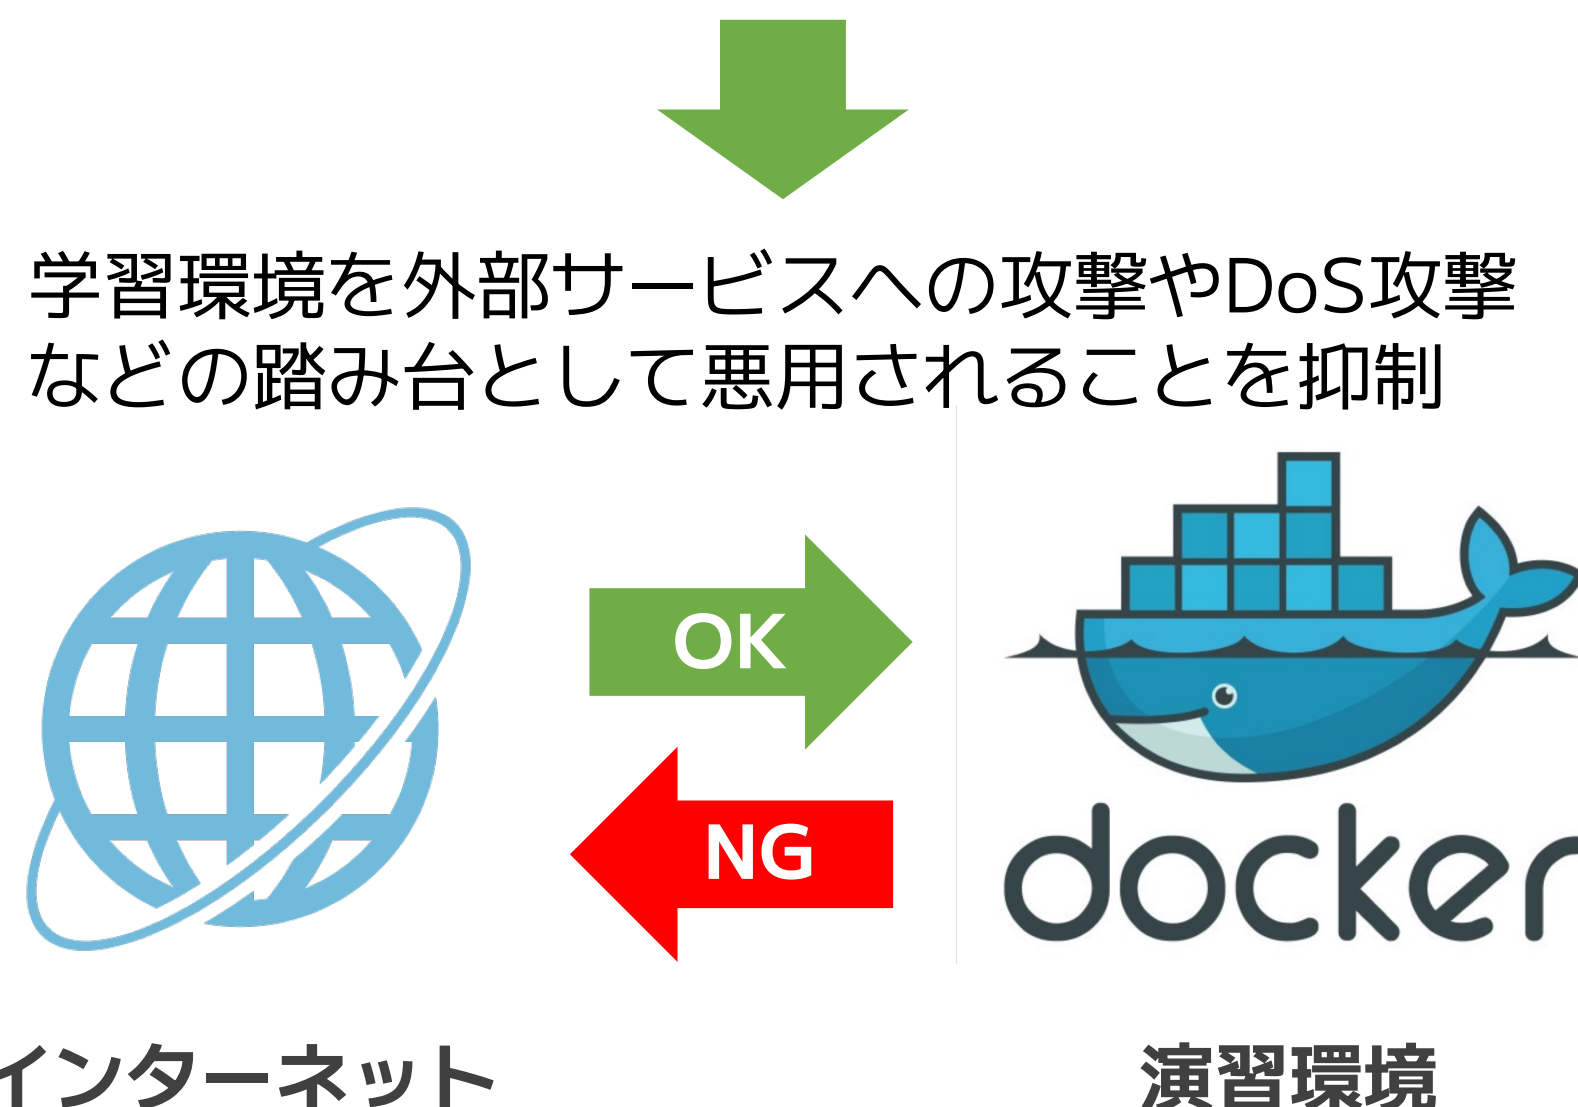 学習環境を外部サービスへの攻撃やDoS攻撃
などの踏み台として悪用されることを抑制
OK
NG
docker
インターネット
演習環境